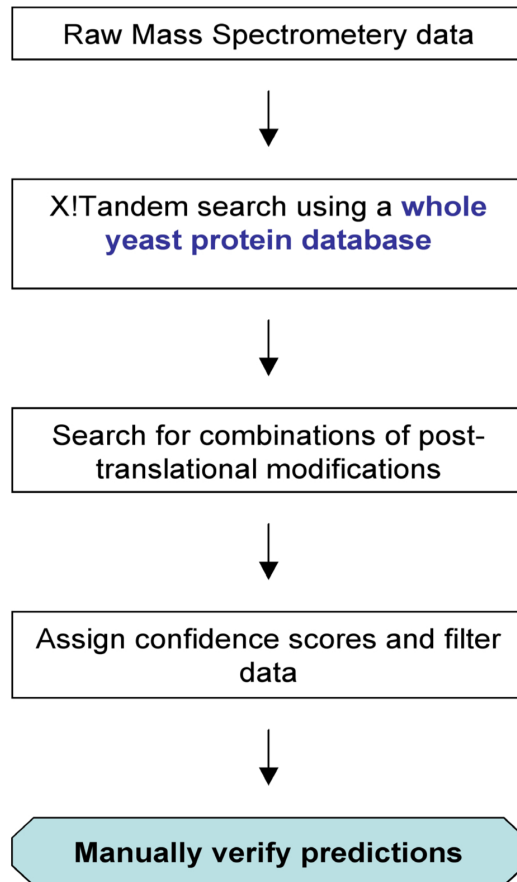 Raw Mass Spectrometery data
X!Tandem search using a whole
yeast protein database
Search for combinations of post-
translational modifications
Assign confidence scores and filter
data
Manually verify predictions